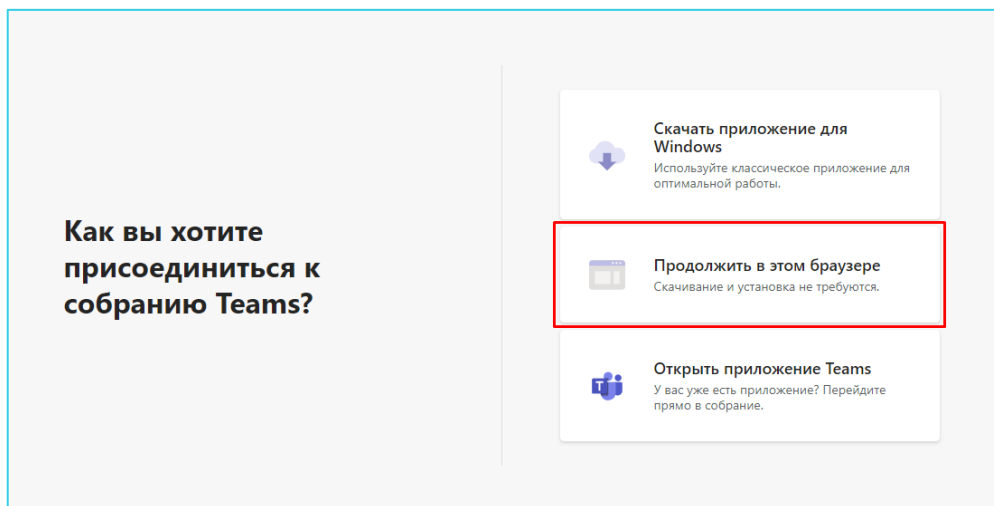 Как вы хотите
присоединиться к
собранию Teams?
Скачать приложение для
Windows
Используйте классическое приложение для
оптимальной работы.
Продолжить в этом браузере
Скачивание и установка не требуются.
Открыть приложение Teams
У вас уже есть приложение? Перейдите
прямо в собрание.